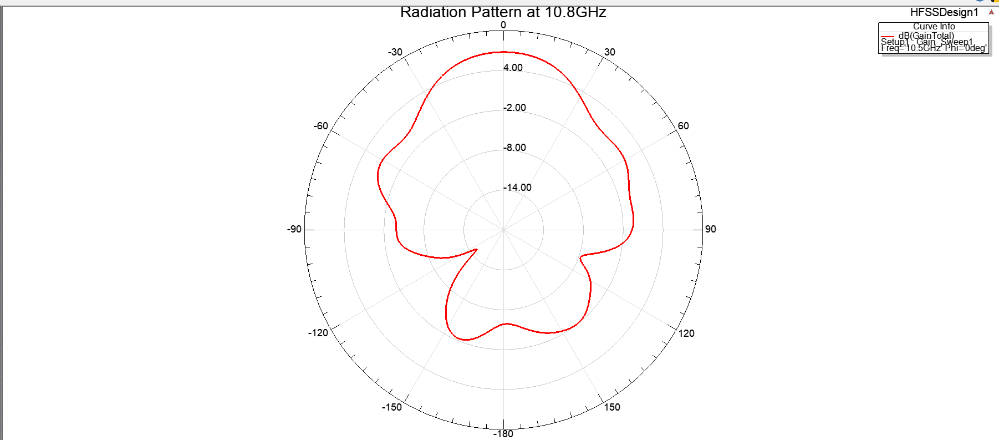 Radiation Pattern at 10.8GHz
HFSSDesign1
Curve Info
dB(GainTotal)
Setup1 : Gain_Sweep1
Freq='10.5GHz' Phi='0deg'
0
-30
30
4.00
-2.00
-60
60
-8.00
-14.00
-90
90
-120
120
-150
150
-180